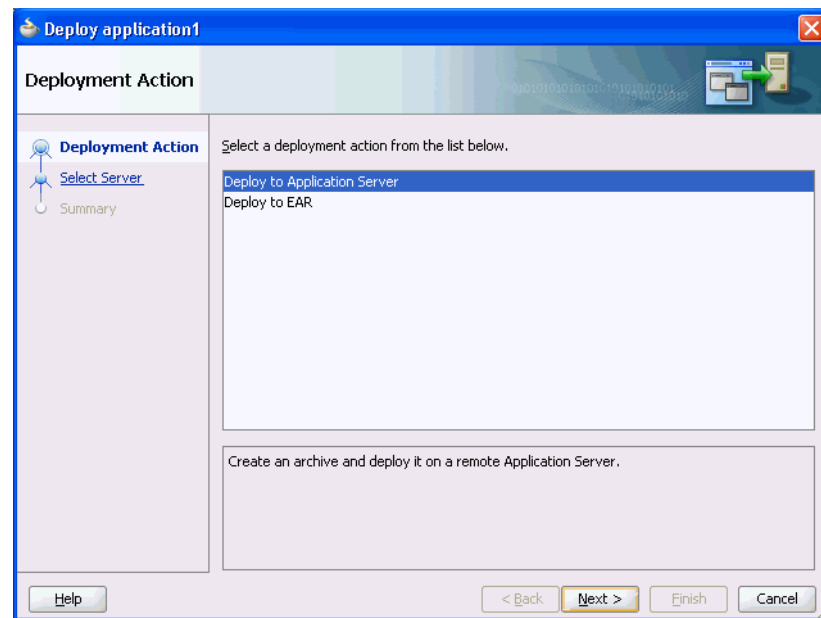 Deploy application1
Deployment Action
Deployment Action
Select Server
Summary
Select a deployment action from the list below.
Deploy to Application Server
Deploy to EAR
Create an archive and deploy it on a remote Application Server.
Help
< Back
Next >
Finish
Cancel